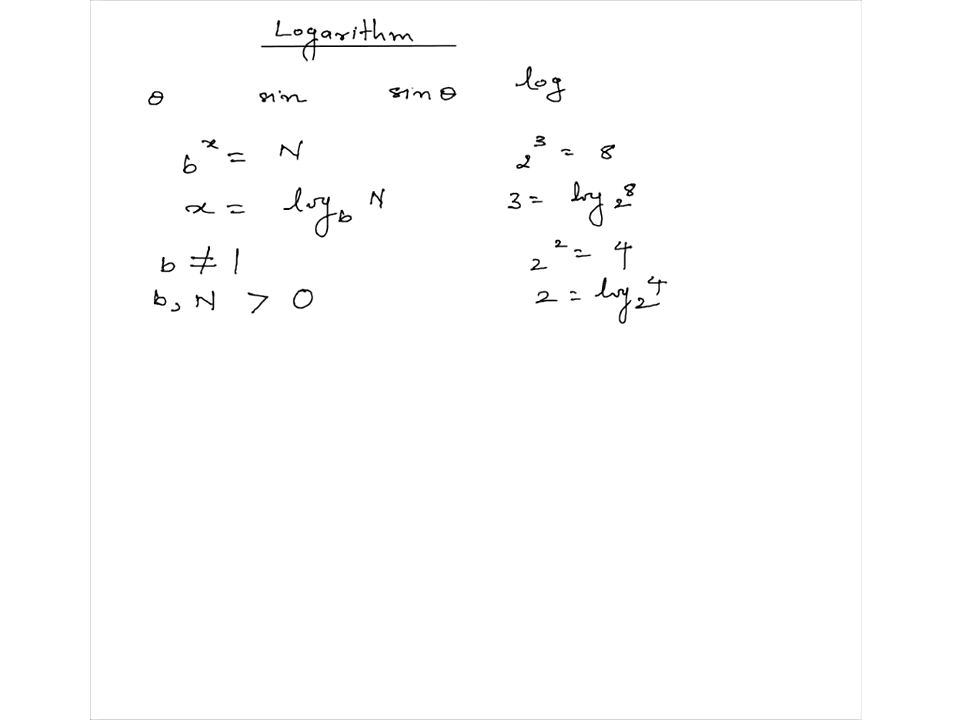 Logarithm
θ sin sin θ log
b^x = N 2^3 = 8
x = log_b N 3 = log_2 8
b ≠ 1 2^2 = 4
b, N > 0 2 = log_2 4